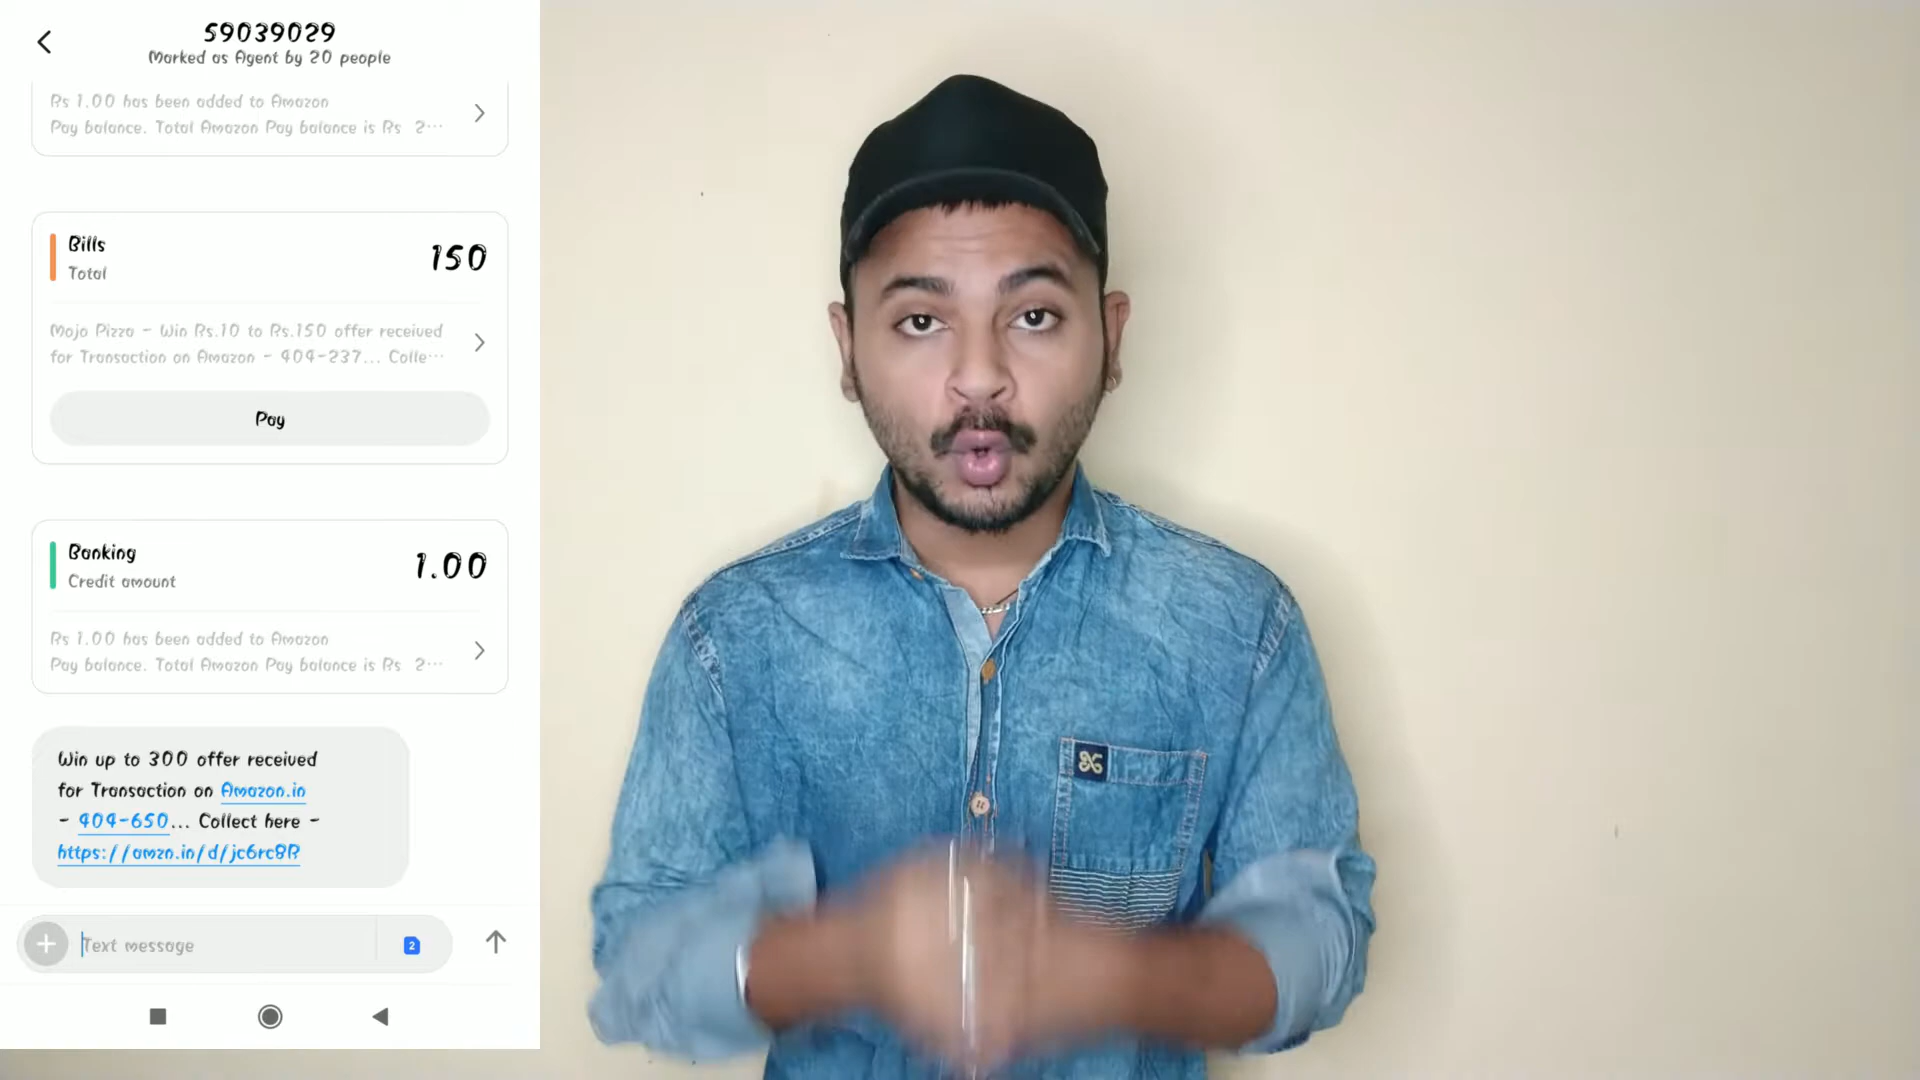 59039029
Marked as Agent by 20 people
Rs 1.00 has been added to Amazon
Pay balance. Total Amazon Pay balance is Rs 2...
Bills
150
Total
Mojo Pizza - Win Rs.10 to Rs.150 offer received
for Transaction on Amazon - 404-237... Colle...
Pay
Banking
1.00
Credit amount
Rs 1.00 has been added to Amazon
Pay balance. Total Amazon Pay balance is Rs 2...
Win up to 300 offer received
for Transaction on Amazon.in
- 404-650... Collect here -
https://amzn.in/d/jc6rc8B
Text message
2